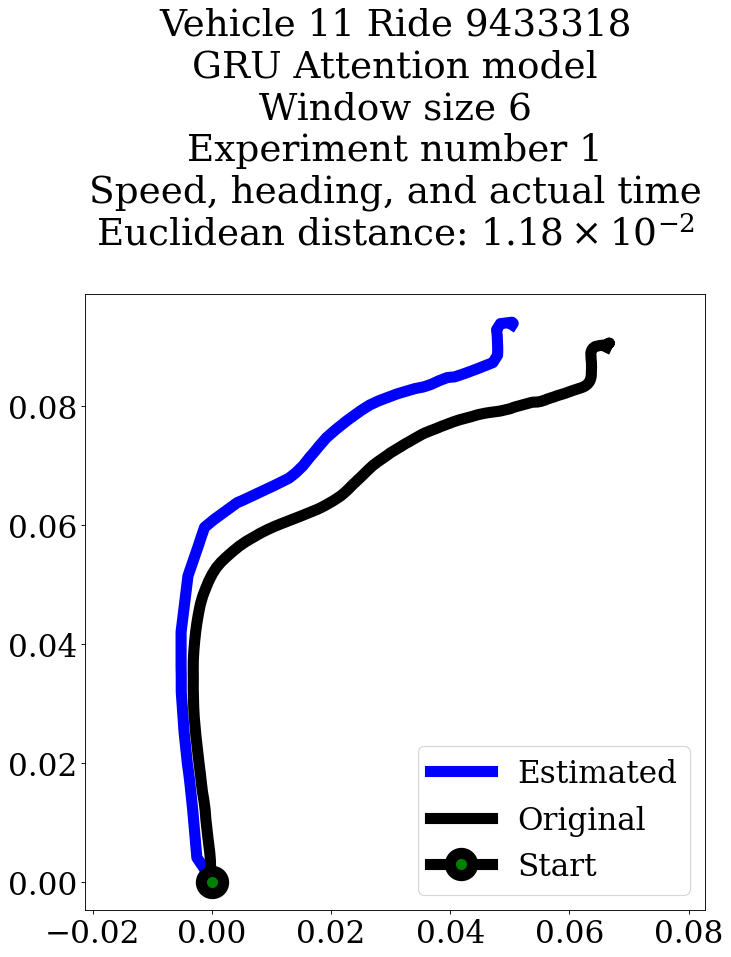 Vehicle 11 Ride 9433318
GRU Attention model
Window size 6
Experiment number 1
Speed, heading, and actual time
Euclidean distance: 1.18 × 10⁻²
0.08
0.06
0.04
0.02
0.00
Estimated
Original
Start
−0.02 0.00 0.02 0.04 0.06 0.08